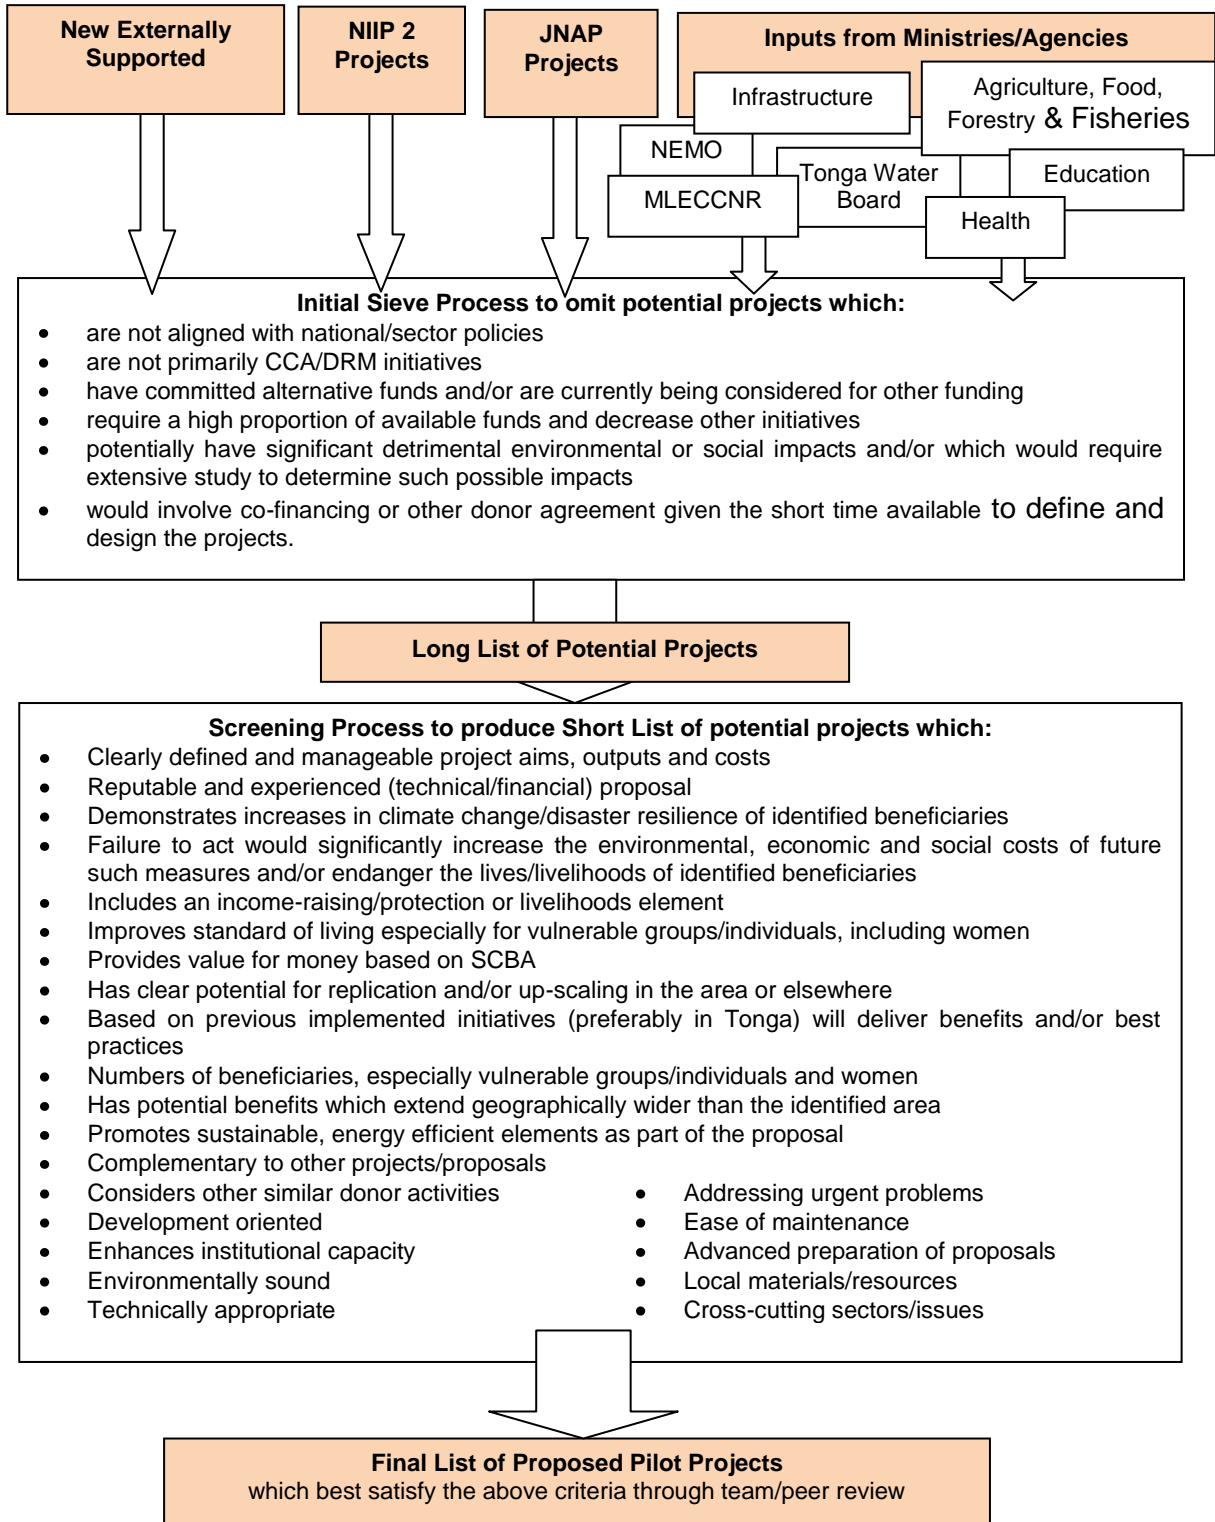 New Externally
Supported
NIIP 2
Projects
JNAP
Projects
Inputs from Ministries/Agencies
Infrastructure
Agriculture, Food,
Forestry & Fisheries
NEMO
Tonga Water
Board
Education
MLECCNR
Health
Initial Sieve Process to omit potential projects which:
• are not aligned with national/sector policies
• are not primarily CCA/DRM initiatives
• have committed alternative funds and/or are currently being considered for other funding
• require a high proportion of available funds and decrease other initiatives
• potentially have significant detrimental environmental or social impacts and/or which would require
extensive study to determine such possible impacts
• would involve co-financing or other donor agreement given the short time available to define and
design the projects.
Long List of Potential Projects
Screening Process to produce Short List of potential projects which:
• Clearly defined and manageable project aims, outputs and costs
• Reputable and experienced (technical/financial) proposal
• Demonstrates increases in climate change/disaster resilience of identified beneficiaries
• Failure to act would significantly increase the environmental, economic and social costs of future
such measures and/or endanger the lives/livelihoods of identified beneficiaries
• Includes an income-raising/protection or livelihoods element
• Improves standard of living especially for vulnerable groups/individuals, including women
• Provides value for money based on SCBA
• Has clear potential for replication and/or up-scaling in the area or elsewhere
• Based on previous implemented initiatives (preferably in Tonga) will deliver benefits and/or best
practices
• Numbers of beneficiaries, especially vulnerable groups/individuals and women
• Has potential benefits which extend geographically wider than the identified area
• Promotes sustainable, energy efficient elements as part of the proposal
• Complementary to other projects/proposals
• Considers other similar donor activities
• Development oriented
• Enhances institutional capacity
• Environmentally sound
• Technically appropriate
• Addressing urgent problems
• Ease of maintenance
• Advanced preparation of proposals
• Local materials/resources
• Cross-cutting sectors/issues
Final List of Proposed Pilot Projects
which best satisfy the above criteria through team/peer review